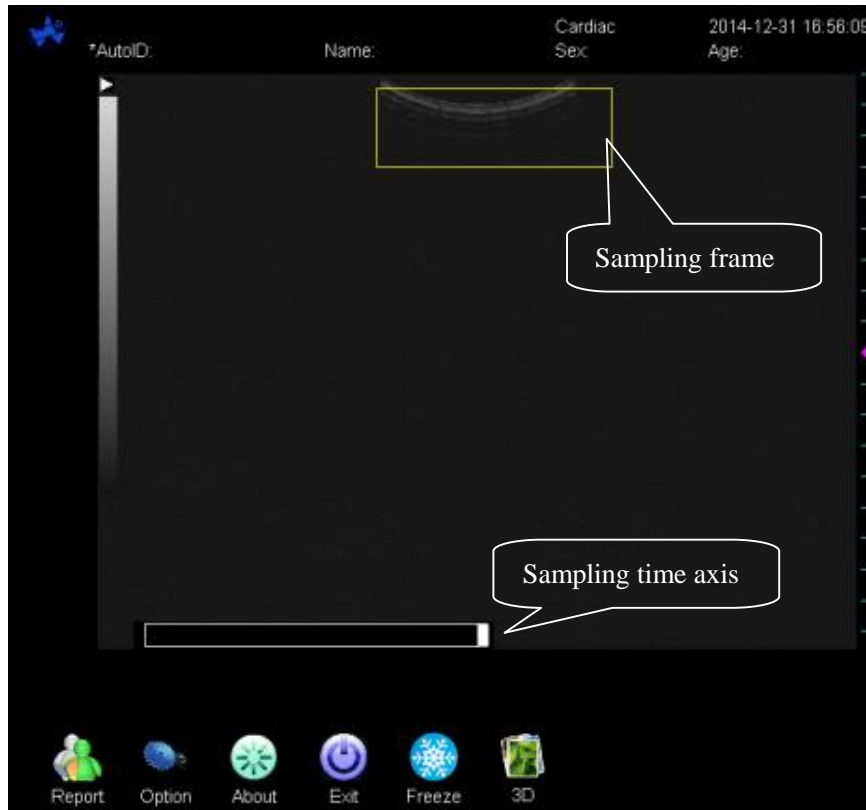 Cardiac 2014-12-31 16:56:09
*AutoID: Name: Sex: Age:
Sampling frame
Sampling time axis
Report Option About Exit Freeze 3D